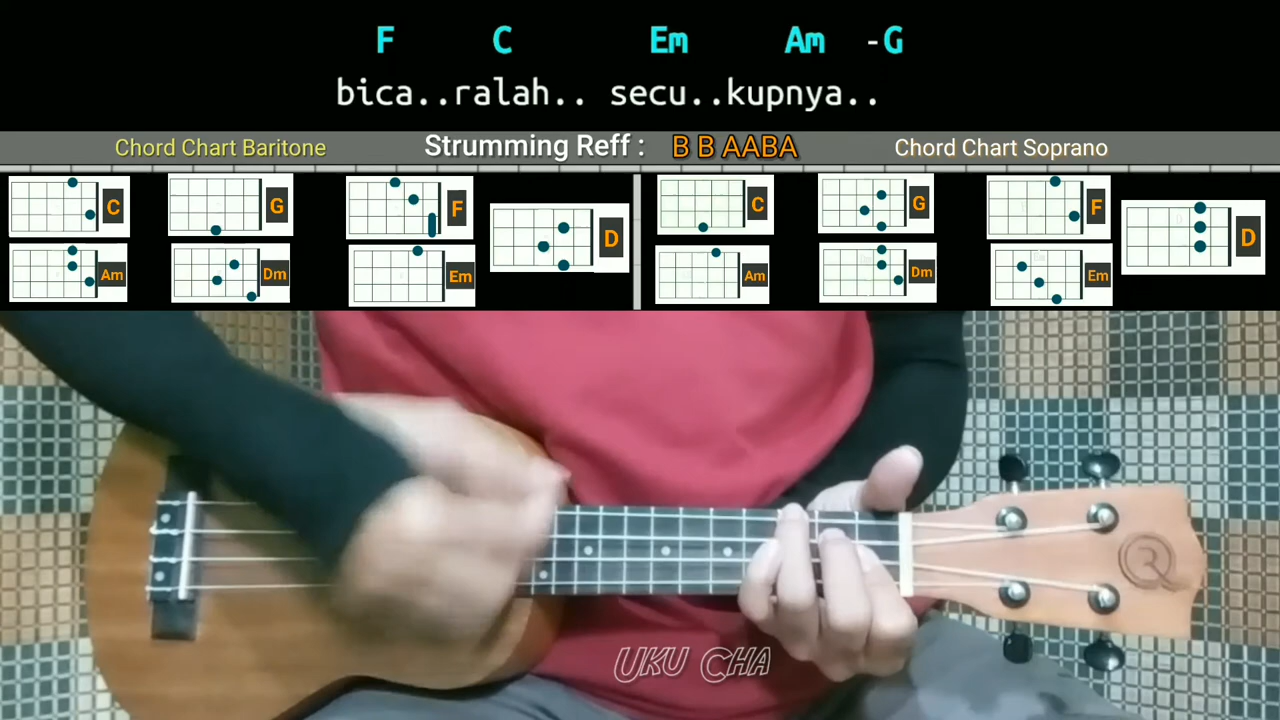 F C Em Am -G
bica..ralah.. secu..kupnya..
Chord Chart Baritone Strumming Reff : B B AABA Chord Chart Soprano
C G F D C G F D
Am Dm Em Am Dm Em
UKU CHA